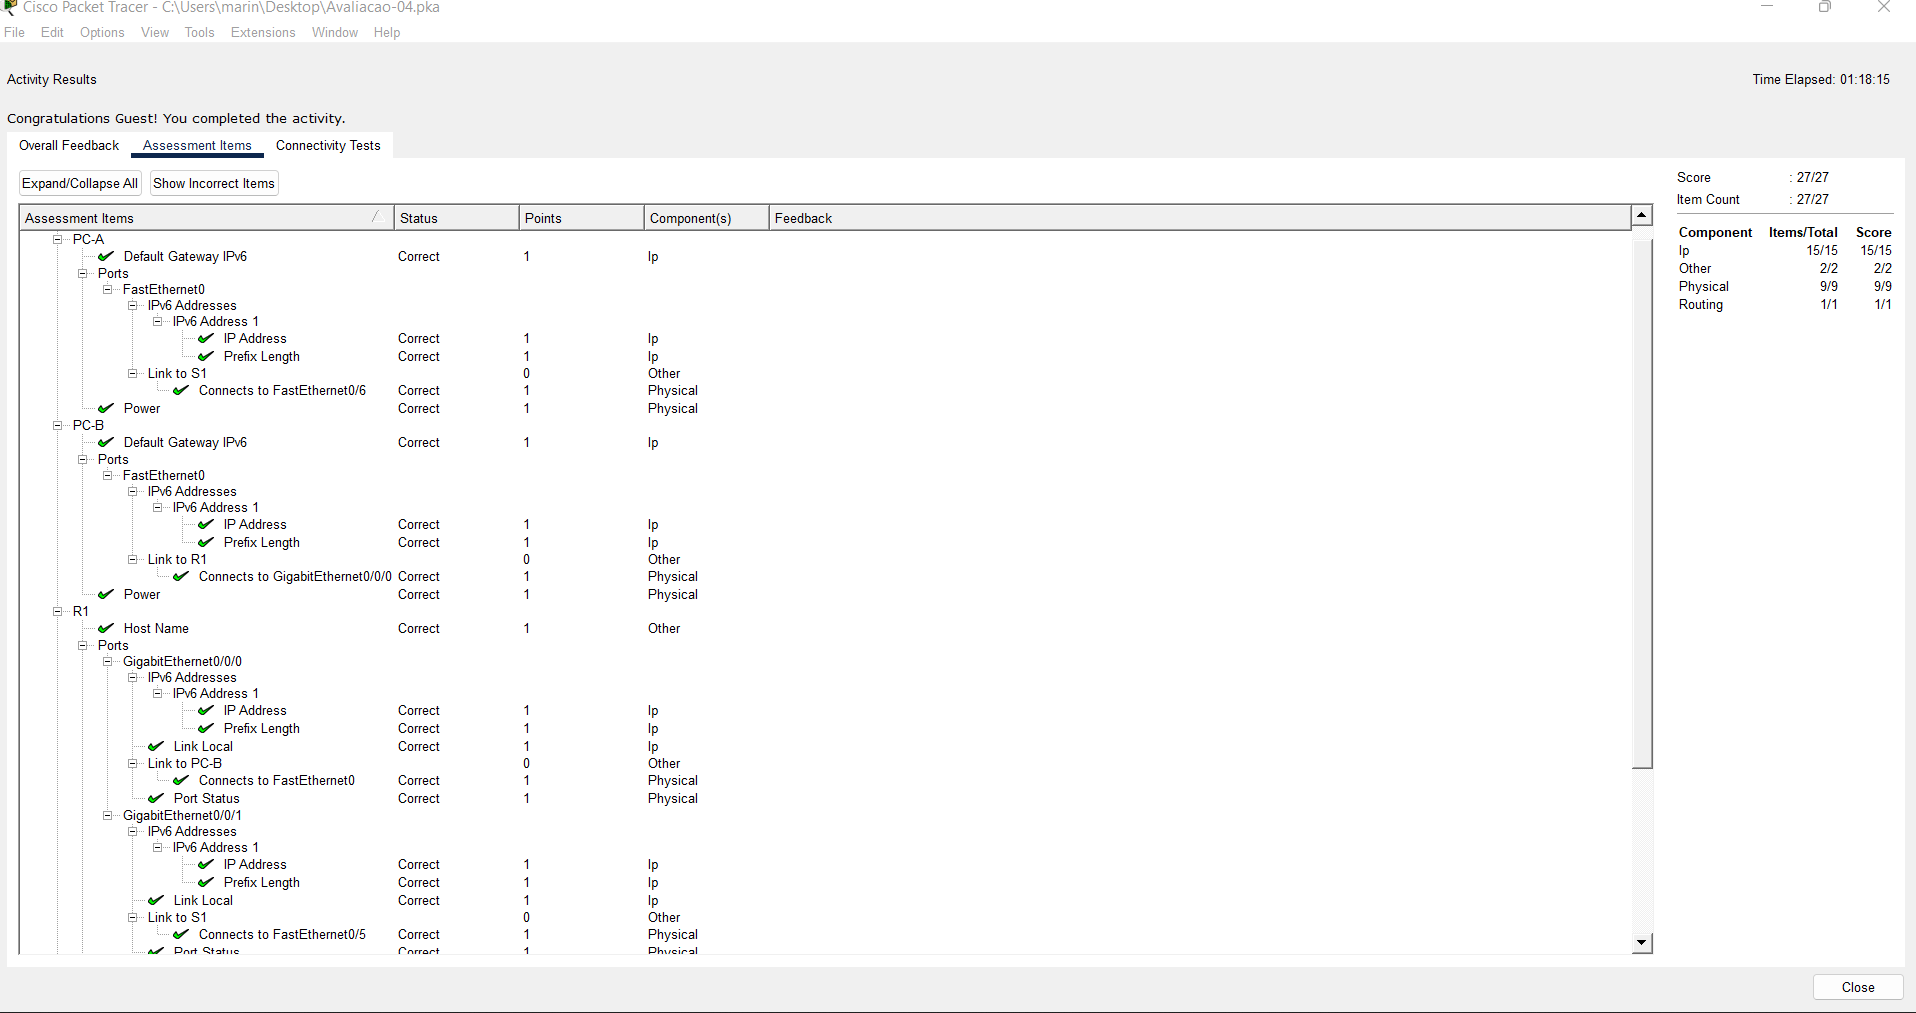 Cisco Packet Tracer - C:\Users\marin\Desktop\Avaliacao-04.pka
File Edit Options View Tools Extensions Window Help
Activity Results
Time Elapsed: 01:18:15
Congratulations Guest! You completed the activity.
Overall Feedback Assessment Items Connectivity Tests
Expand/Collapse All Show Incorrect Items
Assessment Items Status Points Component(s) Feedback
PC-A
Default Gateway IPv6 Correct 1 Ip
Ports
FastEthernet0
IPv6 Addresses
IPv6 Address 1
IP Address Correct 1 Ip
Prefix Length Correct 1 Ip
Link to S1 0 Other
Connects to FastEthernet0/6 Correct 1 Physical
Power Correct 1 Physical
PC-B
Default Gateway IPv6 Correct 1 Ip
Ports
FastEthernet0
IPv6 Addresses
IPv6 Address 1
IP Address Correct 1 Ip
Prefix Length Correct 1 Ip
Link to R1 0 Other
Connects to GigabitEthernet0/0/0 Correct 1 Physical
Power Correct 1 Physical
R1
Host Name Correct 1 Other
Ports
GigabitEthernet0/0/0
IPv6 Addresses
IPv6 Address 1
IP Address Correct 1 Ip
Prefix Length Correct 1 Ip
Link Local Correct 1 Ip
Link to PC-B 0 Other
Connects to FastEthernet0 Correct 1 Physical
Port Status Correct 1 Physical
GigabitEthernet0/0/1
IPv6 Addresses
IPv6 Address 1
IP Address Correct 1 Ip
Prefix Length Correct 1 Ip
Link Local Correct 1 Ip
Link to S1 0 Other
Connects to FastEthernet0/5 Correct 1 Physical
Port Status Correct 1 Physical
Score : 27/27
Item Count : 27/27
Component Items/Total Score
Ip 15/15 15/15
Other 2/2 2/2
Physical 9/9 9/9
Routing 1/1 1/1
Close